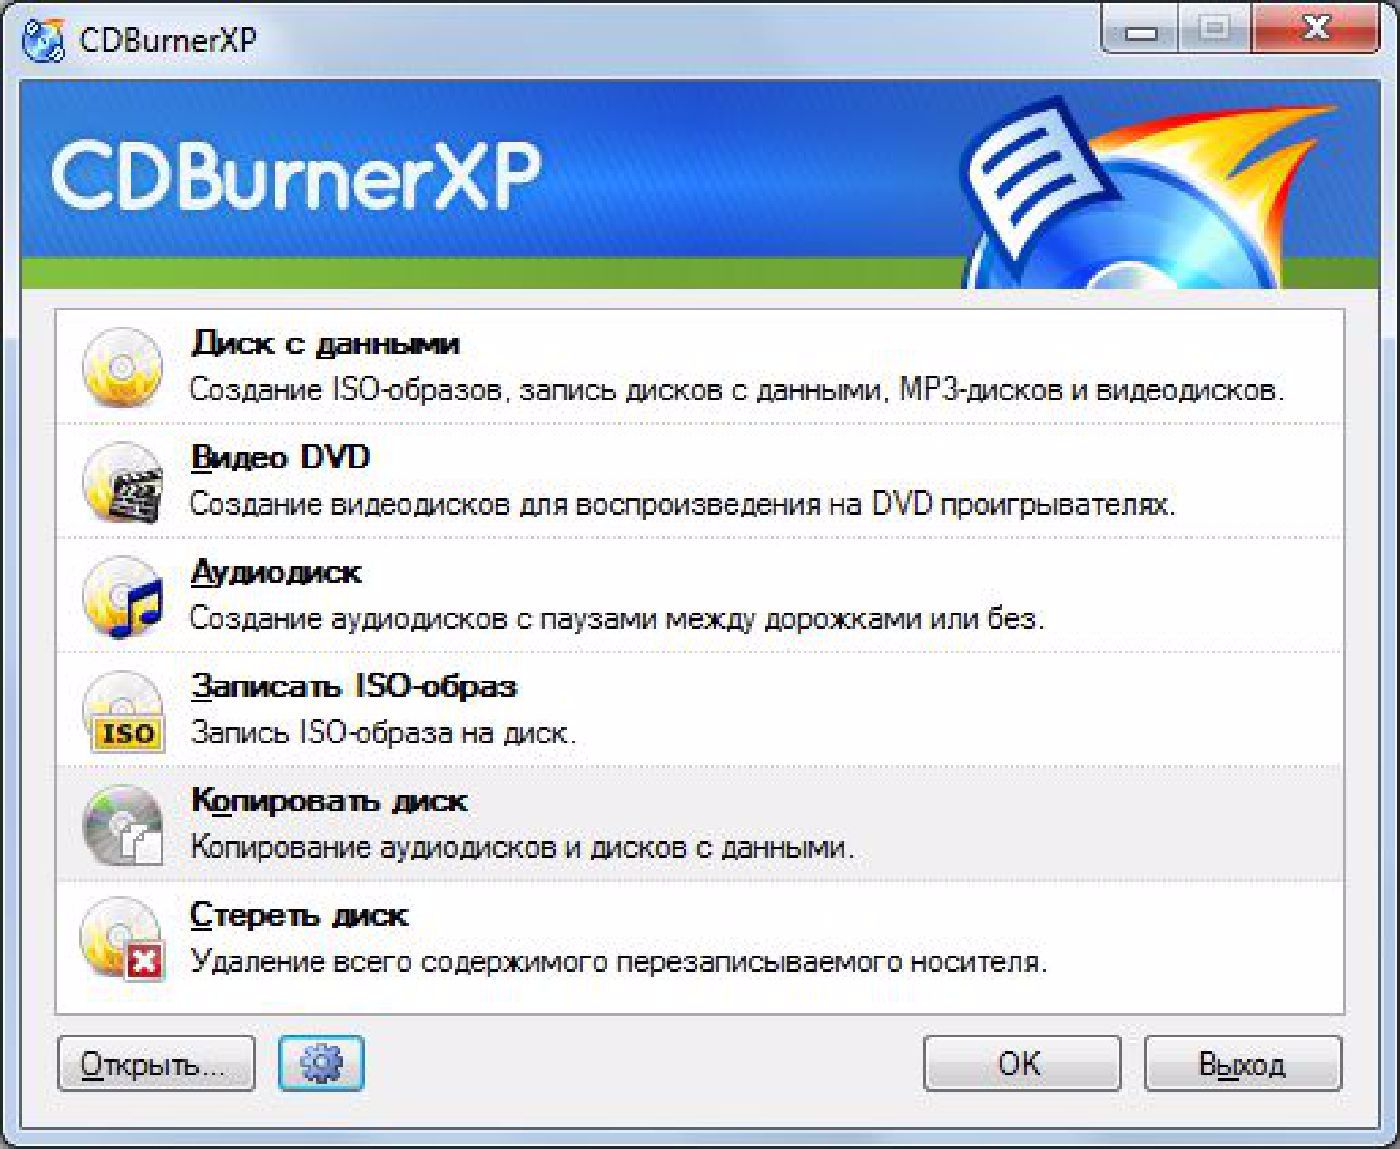 CDBurnerXP
CDBurnerXP
Диск с данными
Создание ISO-образов, запись дисков с данными, MP3-дисков и видеодисков.
Видео DVD
Создание видеодисков для воспроизведения на DVD проигрывателях.
Аудиодиск
Создание аудиодисков с паузами между дорожками или без.
Записать ISO-образ
ISO
Запись ISO-образа на диск.
Копировать диск
Копирование аудиодисков и дисков с данными.
Стереть диск
Удаление всего содержимого перезаписываемого носителя.
Открыть... OK Выход